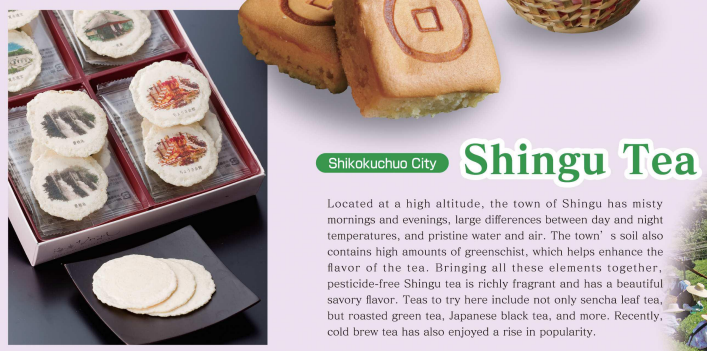 Shikokuchuo City
Shingu Tea
Located at a high altitude, the town of Shingu has misty
mornings and evenings, large differences between day and night
temperatures, and pristine water and air. The town's soil also
contains high amounts of greenschist, which helps enhance the
flavor of the tea. Bringing all these elements together,
pesticide-free Shingu tea is richly fragrant and has a beautiful
savory flavor. Teas to try here include not only sencha leaf tea,
but roasted green tea, Japanese black tea, and more. Recently,
cold brew tea has also enjoyed a rise in popularity.